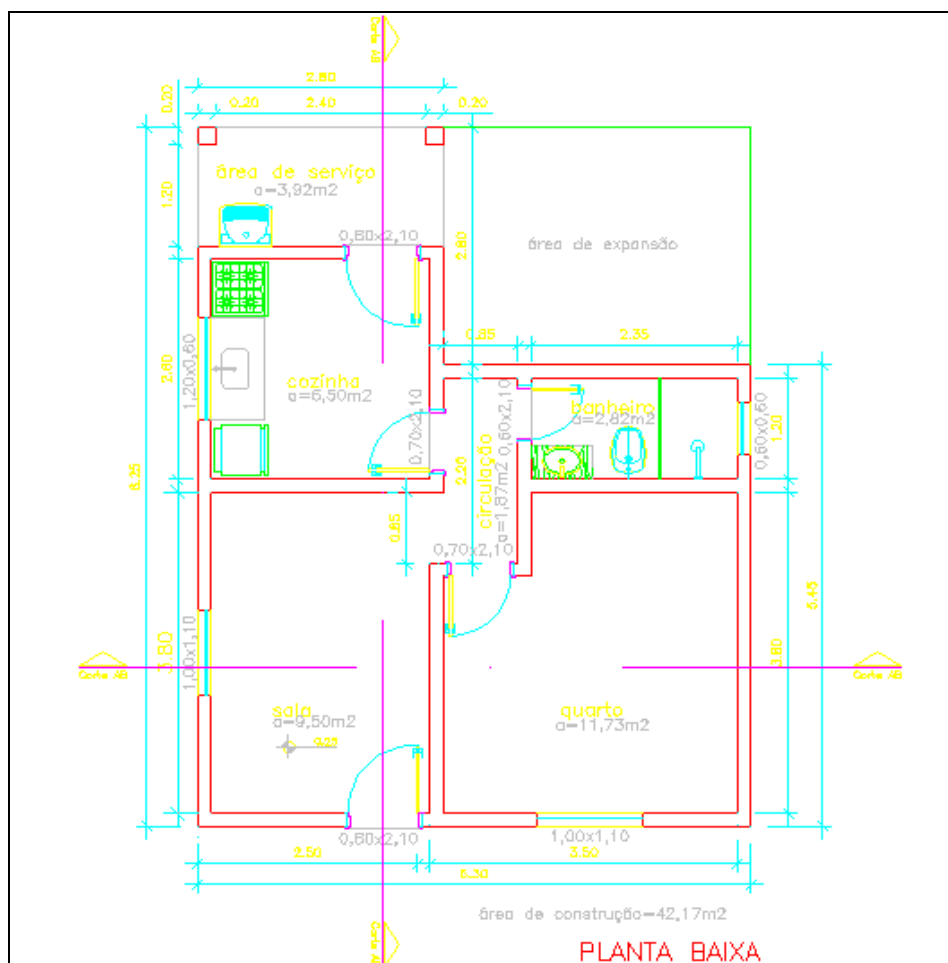 Corte AB
2.80
0.20
0.20
2.40
0.20
área de serviço
a=3,92m2
1.20
0,80x2,10
2.80
área de expansão
0.85
2.35
2.60
1,20x0,60
cozinha
a=6,50m2
0,70x2,10
0,60x2,10
banheiro
a=2,82m2
0,60x0,60
1.20
2.20
circulação
a=1,87m2
0.85
0,70x2,10
5.45
3.80
1,00x1,10
3.80
Corte AB
Corte AB
sala
a=9,50m2
quarto
a=11,73m2
0,80x2,10
1,00x1,10
2.50
3.50
área de construção=42,17m2
PLANTA BAIXA